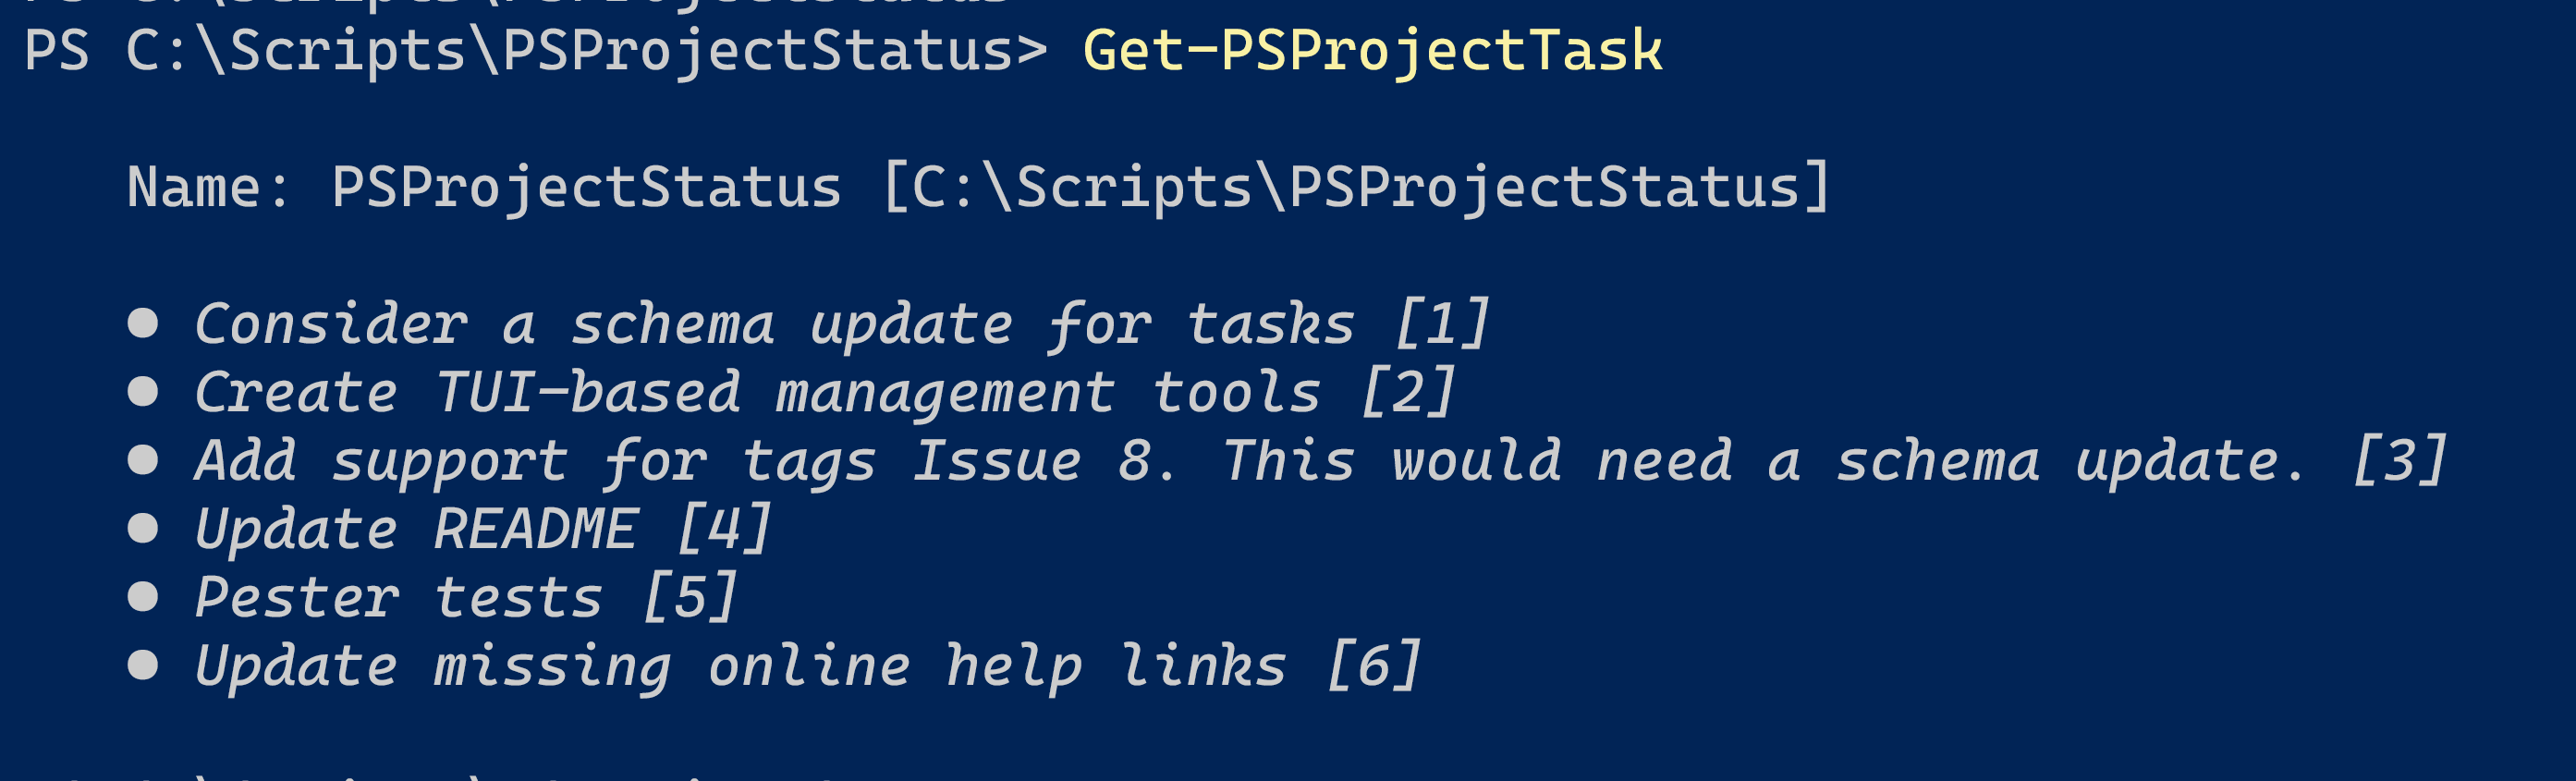 PS C:\Scripts\PSProjectStatus> Get-PSProjectTask
Name: PSProjectStatus [C:\Scripts\PSProjectStatus]
● Consider a schema update for tasks [1]
● Create TUI-based management tools [2]
● Add support for tags Issue 8. This would need a schema update. [3]
● Update README [4]
● Pester tests [5]
● Update missing online help links [6]